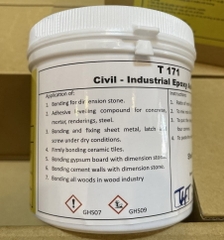 T 171
Civil - Industrial Epoxy
Application of:
1. Bonding for dimension stone.
2. Adhesive leveling compound for concrete,
mortar, renderings, steel.
3. Bonding and fixing sheet metal, latch
screw under dry conditions.
4. Firmly bonding ceramic tiles.
5. Bonding gypsum board with dimension
6. Bonding cement walls with dimension stone.
7. Bonding all woods in wood industry
GHS07
GHS09